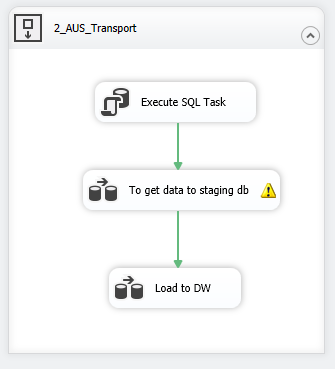 2_AUS_Transport
Execute SQL Task
To get data to staging db
Load to DW